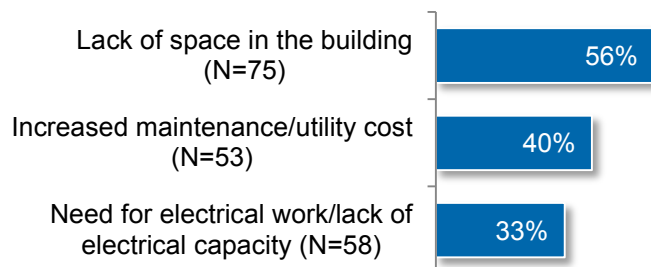 Lack of space in the building
(N=75)
56%
Increased maintenance/utility cost
(N=53)
40%
Need for electrical work/lack of
electrical capacity (N=58)
33%